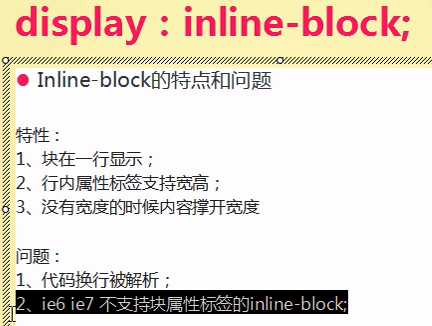 display : inline-block;
● Inline-block的特点和问题
特性：
1、块在一行显示；
2、行内属性标签支持宽高；
3、没有宽度的时候内容撑开宽度
问题：
1、代码换行被解析；
2、ie6 ie7 不支持块属性标签的inline-block;